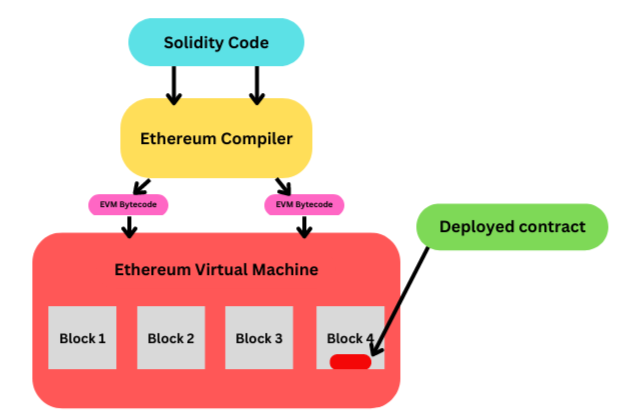 Solidity Code
Ethereum Compiler
EVM Bytecode
EVM Bytecode
Deployed contract
Ethereum Virtual Machine
Block 1
Block 2
Block 3
Block 4